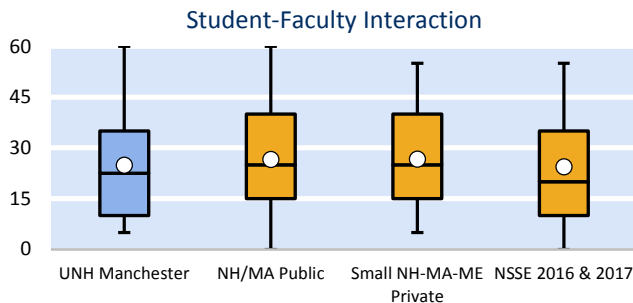 Student-Faculty Interaction
60
45
30
15
0
UNH Manchester NH/MA Public Small NH-MA-ME NSSE 2016 & 2017
Private